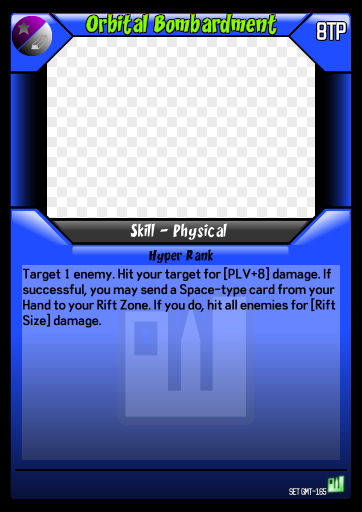 Orbital Bombardment
8TP
Skill - Physical
Hyper Rank
Target 1 enemy. Hit your target for [PLV+8] damage. If
successful, you may send a Space-type card from your
Hand to your Rift Zone. If you do, hit all enemies for [Rift
Size] damage.
SET GMT-165